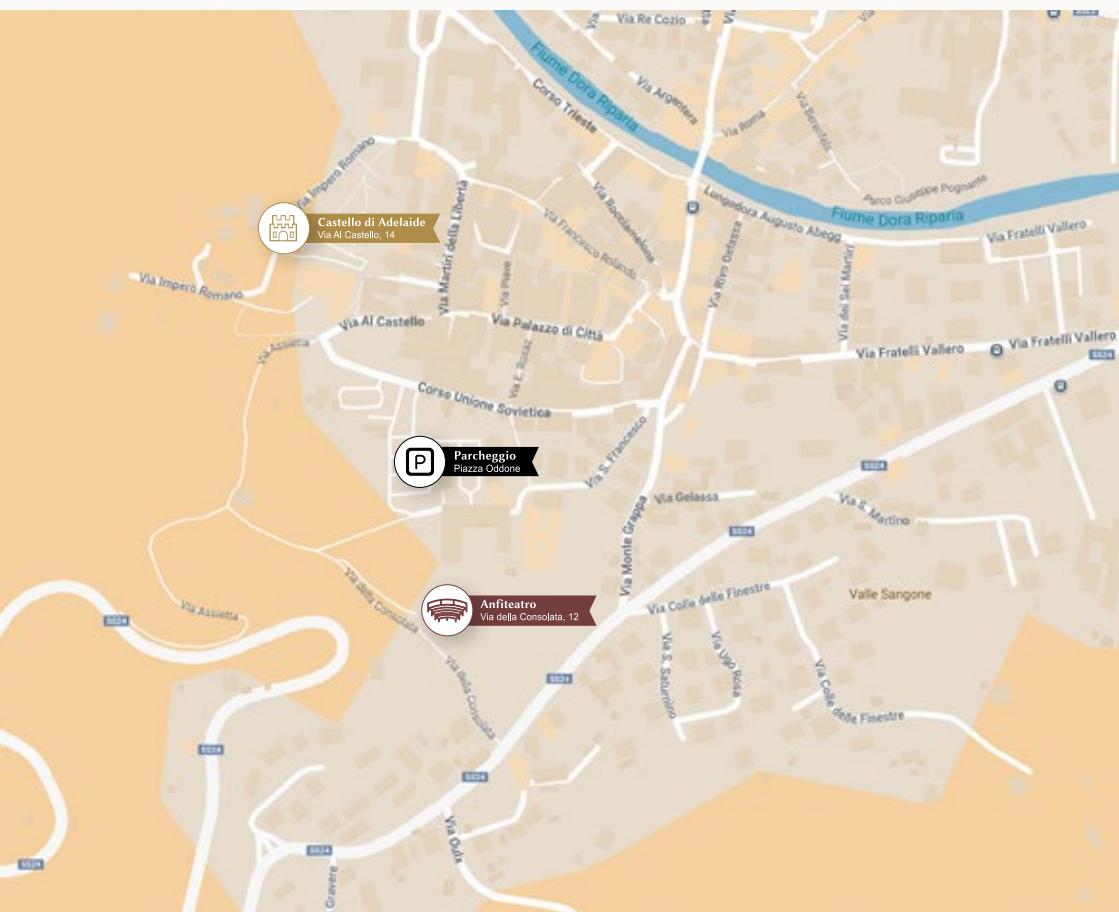 Via Re Cozio
Fiume Dora Riparia
Via Argentera
Corso Trieste
Via Roma
Via Impero Romano
Parco Giuseppe Pognante
Via Martiri della Libertà
Via Rocciamelone
Lungodora Augusto Abegg
Fiume Dora Riparia
Castello di Adelaide
Via Al Castello, 14
Via Francesco Rolando
Via Rivo Gelassa
Via Fratelli Vallero
Via dei Sei Martiri
Via Piave
Via Impero Romano
Via Al Castello
Via Palazzo di Città
Via Assietta
Via Fratelli Vallero
Via Fratelli Vallero
SS24
Via E. Rosaz
Corso Unione Sovietica
Via S. Francesco
Parcheggio
Piazza Oddone
P
SS24
Via Gelassa
Via S. Martino
SS24
Via Monte Grappa
Via della Consolata
Via Colle delle Finestre
Valle Sangone
Anfiteatro
Via della Consolata, 12
Via Assietta
SS24
Via della Consolata
Via S. Saturnino
Via Ugo Rosa
Via Colle delle Finestre
SS24
SS24
SS24
Via Oulx
SS24
SS24
Gravere